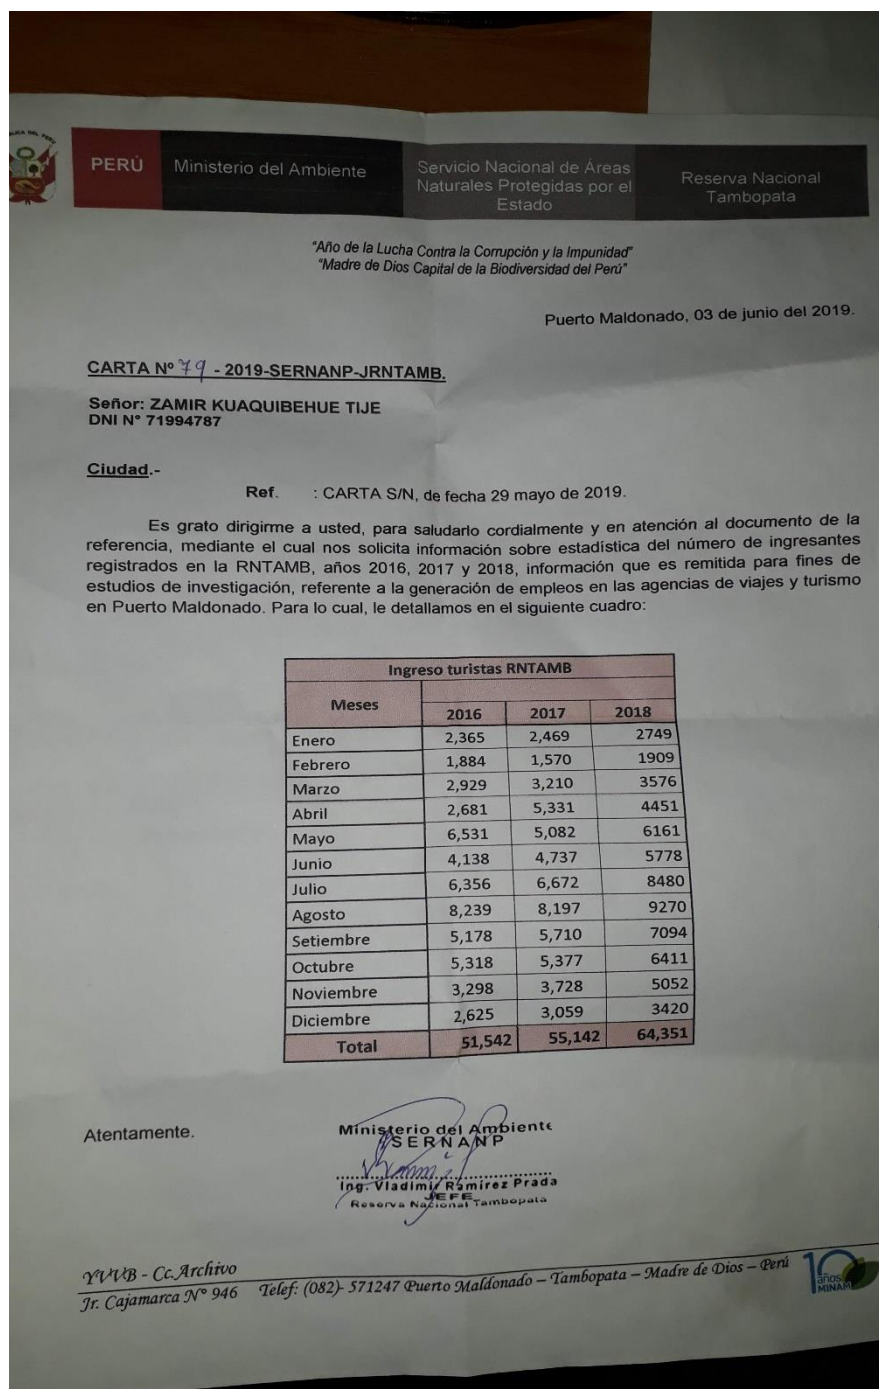 PERÚ Ministerio del Ambiente Servicio Nacional de Áreas Naturales Protegidas por el Estado Reserva Nacional Tambopata
"Año de la Lucha Contra la Corrupción y la Impunidad"
"Madre de Dios Capital de la Biodiversidad del Perú"
Puerto Maldonado, 03 de junio del 2019.
CARTA Nº 79 - 2019-SERNANP-JRNTAMB.
Señor: ZAMIR KUAQUIBEHUE TIJE
DNI N° 71994787
Ciudad.-
Ref. : CARTA S/N, de fecha 29 mayo de 2019.
Es grato dirigirme a usted, para saludarlo cordialmente y en atención al documento de la
referencia, mediante el cual nos solicita información sobre estadística del número de ingresantes
registrados en la RNTAMB, años 2016, 2017 y 2018, información que es remitida para fines de
estudios de investigación, referente a la generación de empleos en las agencias de viajes y turismo
en Puerto Maldonado. Para lo cual, le detallamos en el siguiente cuadro:
Ingreso turistas RNTAMB
Meses 2016 2017 2018
Enero 2,365 2,469 2749
Febrero 1,884 1,570 1909
Marzo 2,929 3,210 3576
Abril 2,681 5,331 4451
Mayo 6,531 5,082 6161
Junio 4,138 4,737 5778
Julio 6,356 6,672 8480
Agosto 8,239 8,197 9270
Setiembre 5,178 5,710 7094
Octubre 5,318 5,377 6411
Noviembre 3,298 3,728 5052
Diciembre 2,625 3,059 3420
Total 51,542 55,142 64,351
Atentamente.
Ministerio del Ambiente
SERNANP
Ing. Vladimir Ramirez Prada
JEFE
Reserva Nacional Tambopata
YVVB - Cc.Archivo
Jr. Cajamarca Nº 946 Telef: (082)- 571247 Puerto Maldonado – Tambopata – Madre de Dios – Perú
10 años MINAM